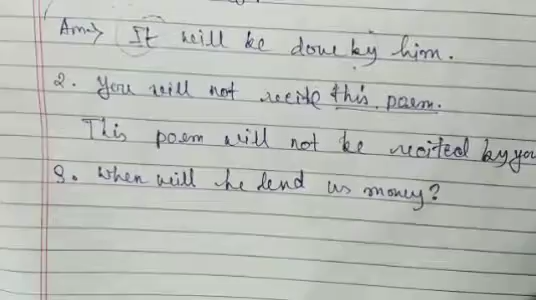 Ans→ It will be done by him.
2. You will not recite this poem.
This poem will not be recited by you
3. When will he lend us money?